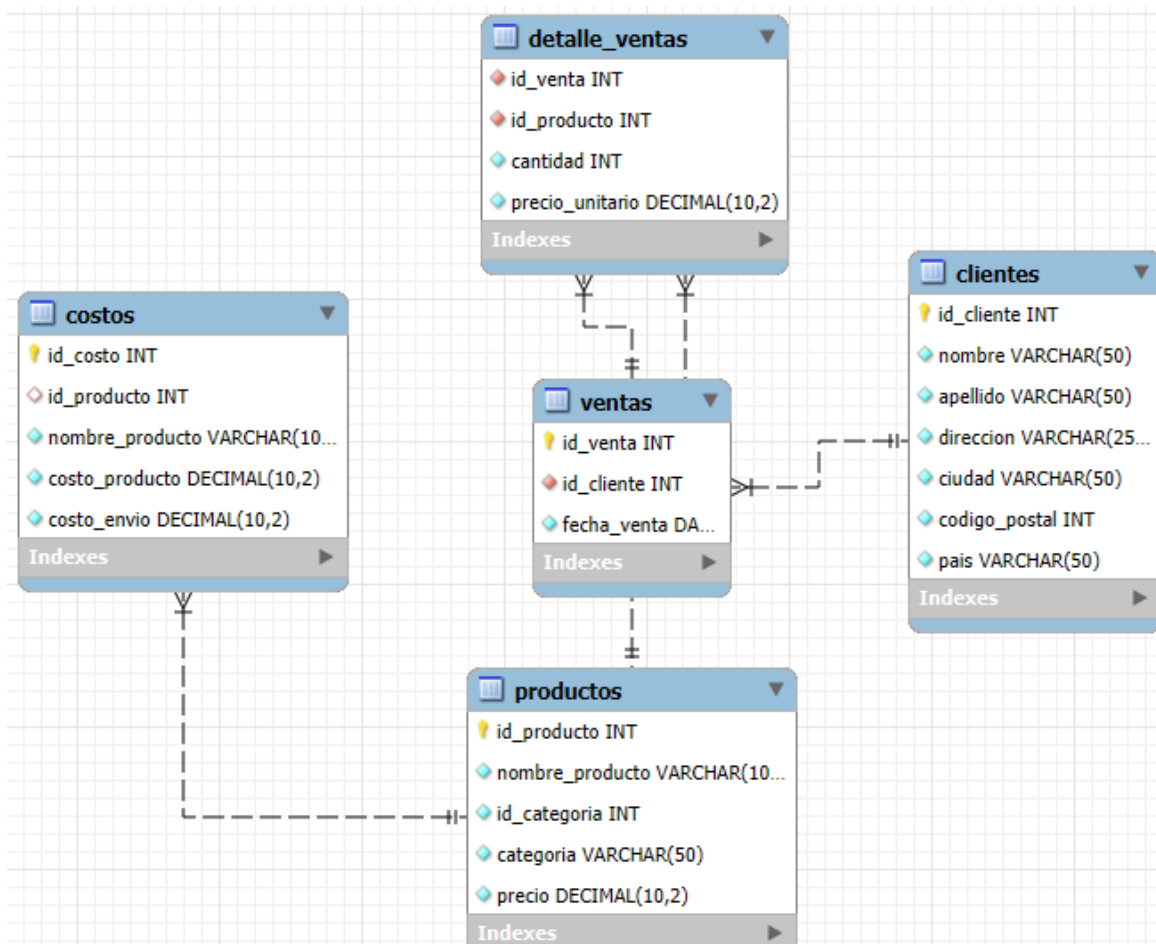 detalle_ventas
id_venta INT
id_producto INT
cantidad INT
precio_unitario DECIMAL(10,2)
Indexes
clientes
id_cliente INT
nombre VARCHAR(50)
apellido VARCHAR(50)
direccion VARCHAR(25...
ciudad VARCHAR(50)
codigo_postal INT
pais VARCHAR(50)
Indexes
costos
id_costo INT
id_producto INT
nombre_producto VARCHAR(10...
costo_producto DECIMAL(10,2)
costo_envio DECIMAL(10,2)
Indexes
ventas
id_venta INT
id_cliente INT
fecha_venta DA...
Indexes
productos
id_producto INT
nombre_producto VARCHAR(10...
id_categoria INT
categoria VARCHAR(50)
precio DECIMAL(10,2)
Indexes